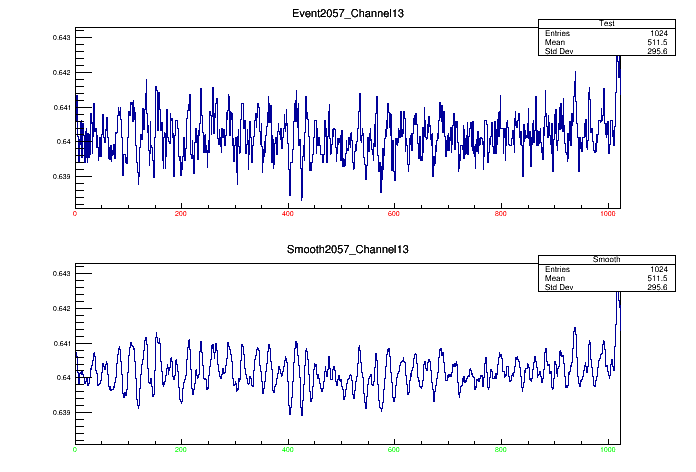 Event2057_Channel13
Test
Entries 1024
Mean 511.5
Std Dev 295.6
0.643
0.642
0.641
0.64
0.639
0 200 400 600 800 1000
Smooth2057_Channel13
Smooth
Entries 1024
Mean 511.5
Std Dev 295.6
0.643
0.642
0.641
0.64
0.639
0 200 400 600 800 1000